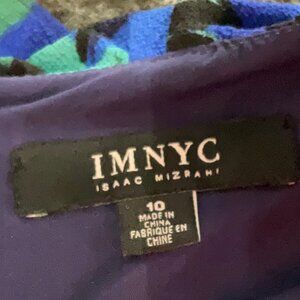 IMNYC
ISAAC MIZRAHI
10
MADE IN
CHINA
FABRIQUE EN
CHINE